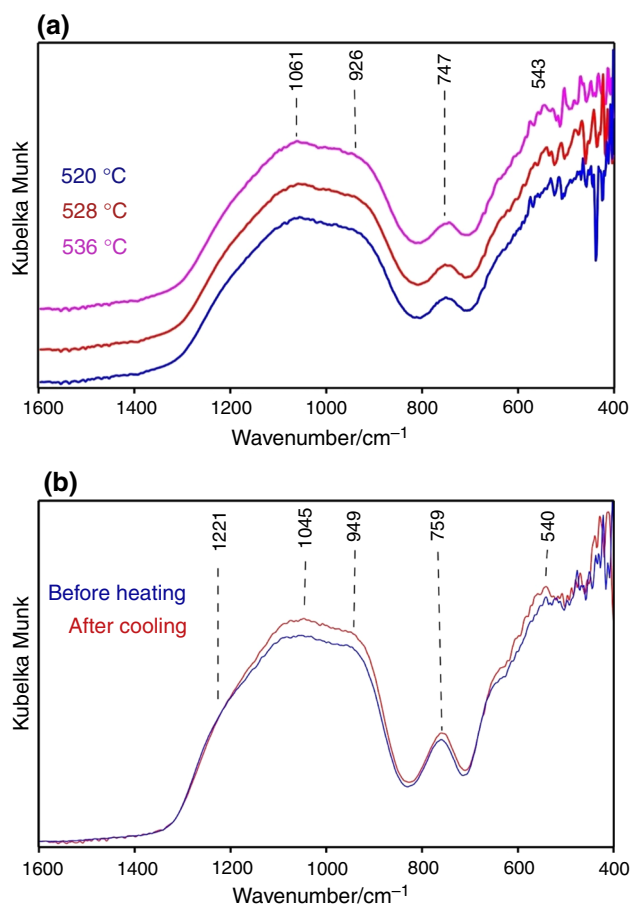 (a)
1061
926
747
543
520 °C
528 °C
536 °C
Kubelka Munk
1600 1400 1200 1000 800 600 400
Wavenumber/cm⁻¹
(b)
1221
1045
949
759
540
Before heating
After cooling
Kubelka Munk
1600 1400 1200 1000 800 600 400
Wavenumber/cm⁻¹